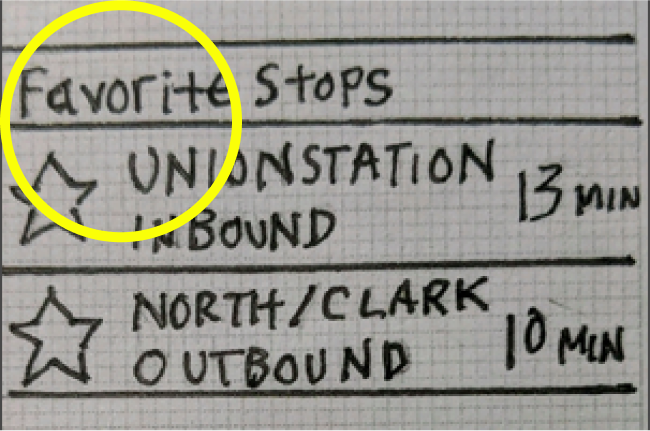 Favorite Stops
UNIONSTATION
INBOUND
13 MIN
NORTH/CLARK
OUTBOUND
10 MIN